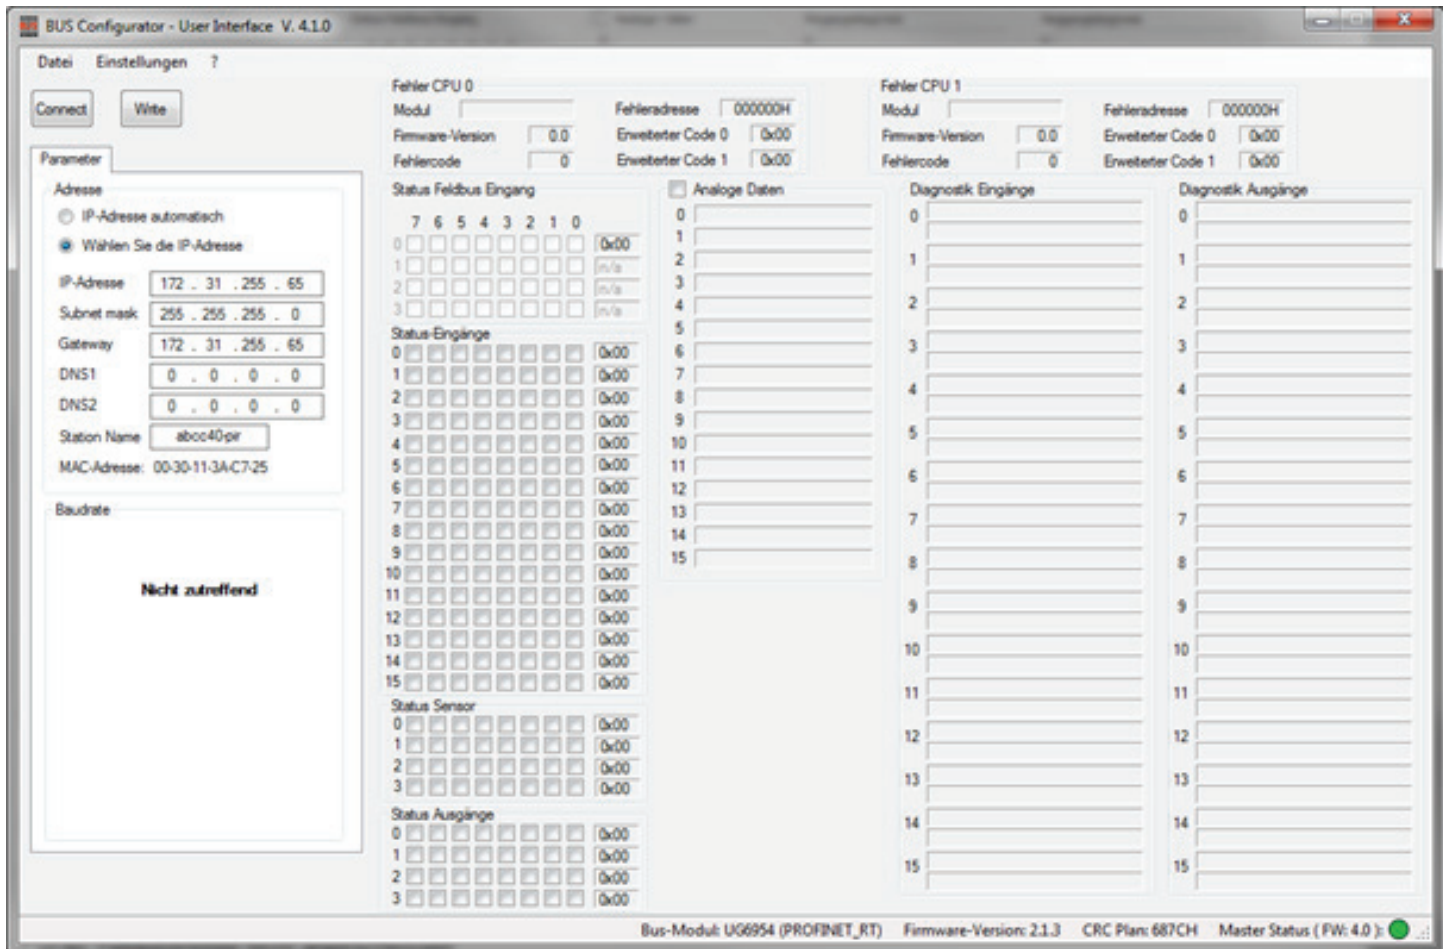 BUS Configurator - User Interface V. 4.1.0
Datei Einstellungen ?
Connect Write
Parameter
Adresse
IP-Adresse automatisch
Wählen Sie die IP-Adresse
IP-Adresse 172 . 31 . 255 . 65
Subnet mask 255 . 255 . 255 . 0
Gateway 172 . 31 . 255 . 65
DNS1 0 . 0 . 0 . 0
DNS2 0 . 0 . 0 . 0
Station Name abcc40-pir
MAC-Adresse: 00-30-11-3A-C7-25
Baudrate
Nicht zutreffend
Fehler CPU 0
Modul Fehleradresse 000000H
Firmware-Version 0.0 Erweiterter Code 0 0x00
Fehlercode 0 Erweiterter Code 1 0x00
Fehler CPU 1
Modul Fehleradresse 000000H
Firmware-Version 0.0 Erweiterter Code 0 0x00
Fehlercode 0 Erweiterter Code 1 0x00
Status Feldbus Eingang
7 6 5 4 3 2 1 0
0 0x00
1 n/a
2 n/a
3 n/a
Status-Eingänge
0 0x00
1 0x00
2 0x00
3 0x00
4 0x00
5 0x00
6 0x00
7 0x00
8 0x00
9 0x00
10 0x00
11 0x00
12 0x00
13 0x00
14 0x00
15 0x00
Status Sensor
0 0x00
1 0x00
2 0x00
3 0x00
Status Ausgänge
0 0x00
1 0x00
2 0x00
3 0x00
Analoge Daten
0
1
2
3
4
5
6
7
8
9
10
11
12
13
14
15
Diagnostik Eingänge
0
1
2
3
4
5
6
7
8
9
10
11
12
13
14
15
Diagnostik Ausgänge
0
1
2
3
4
5
6
7
8
9
10
11
12
13
14
15
Bus-Modul: UG6954 (PROFINET_RT) Firmware-Version: 2.1.3 CRC Plan: 687CH Master Status ( FW: 4.0 ):